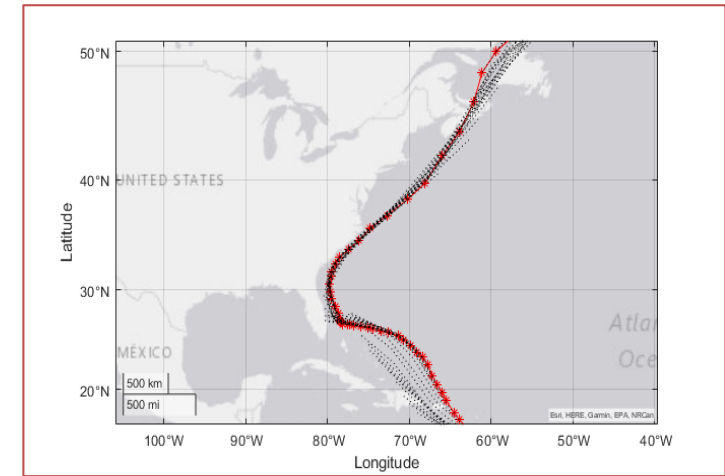 50°N
40°N
30°N
20°N
Latitude
UNITED STATES
MÉXICO
Atla
Oce
500 km
500 mi
Esri, HERE, Garmin, EPA, NRCan
100°W 90°W 80°W 70°W 60°W 50°W 40°W
Longitude